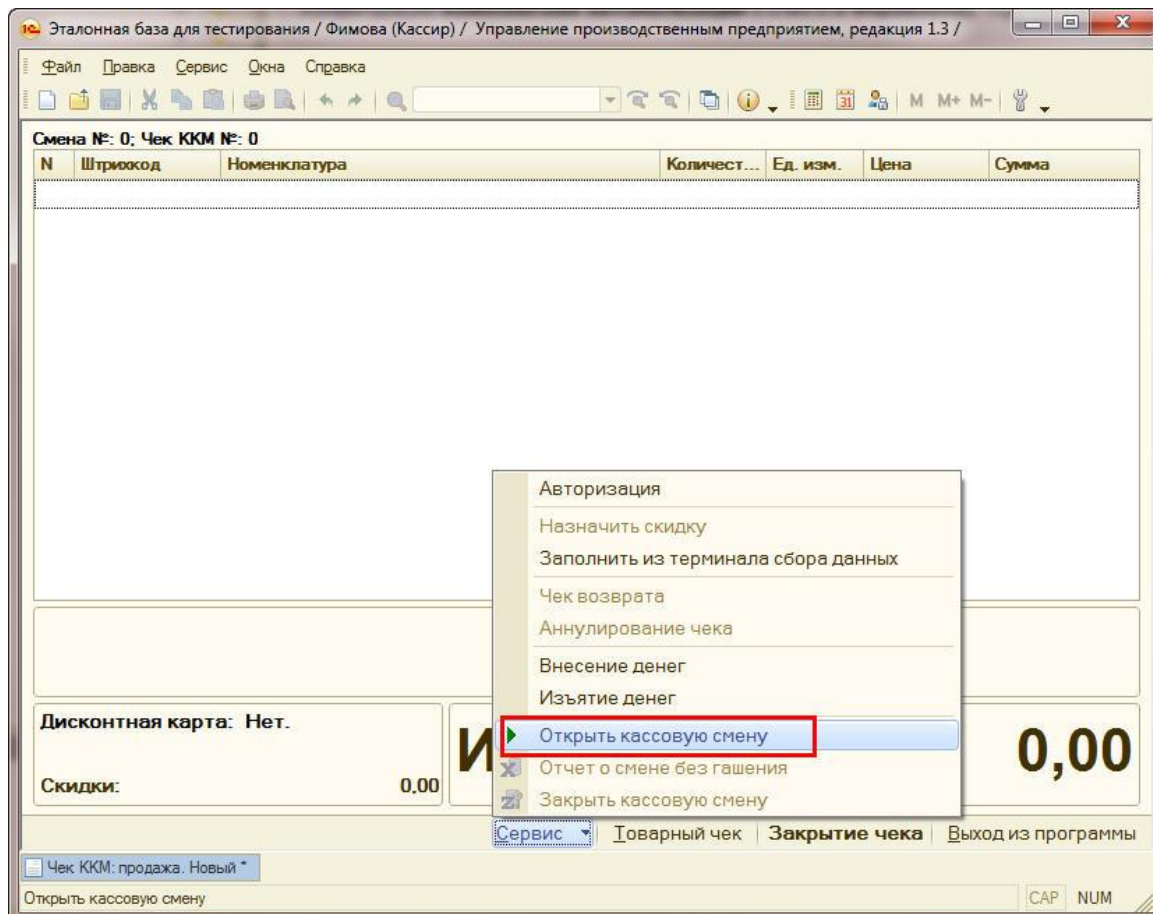 Эталонная база для тестирования / Фимова (Кассир) / Управление производственным предприятием, редакция 1.3 /
Файл Правка Сервис Окна Справка
31 M M+ M-
Смена №: 0; Чек ККМ №: 0
N Штрихкод Номенклатура Количест... Ед. изм. Цена Сумма
Авторизация
Назначить скидку
Заполнить из терминала сбора данных
Чек возврата
Аннулирование чека
Внесение денег
Изъятие денег
Открыть кассовую смену
Отчет о смене без гашения
Закрыть кассовую смену
Дисконтная карта: Нет.
Скидки: 0.00
И 0,00
Сервис Товарный чек Закрытие чека Выход из программы
Чек ККМ: продажа. Новый *
Открыть кассовую смену CAP NUM